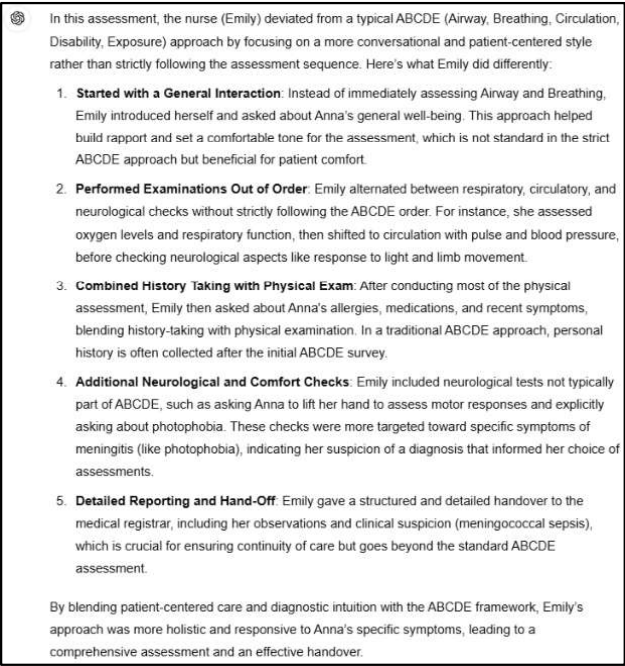 In this assessment, the nurse (Emily) deviated from a typical ABCDE (Airway, Breathing, Circulation,
Disability, Exposure) approach by focusing on a more conversational and patient-centered style
rather than strictly following the assessment sequence. Here's what Emily did differently:
1. Started with a General Interaction: Instead of immediately assessing Airway and Breathing,
Emily introduced herself and asked about Anna's general well-being. This approach helped
build rapport and set a comfortable tone for the assessment, which is not standard in the strict
ABCDE approach but beneficial for patient comfort.
2. Performed Examinations Out of Order: Emily alternated between respiratory, circulatory, and
neurological checks without strictly following the ABCDE order. For instance, she assessed
oxygen levels and respiratory function, then shifted to circulation with pulse and blood pressure,
before checking neurological aspects like response to light and limb movement.
3. Combined History Taking with Physical Exam: After conducting most of the physical
assessment, Emily then asked about Anna's allergies, medications, and recent symptoms,
blending history-taking with physical examination. In a traditional ABCDE approach, personal
history is often collected after the initial ABCDE survey.
4. Additional Neurological and Comfort Checks: Emily included neurological tests not typically
part of ABCDE, such as asking Anna to lift her hand to assess motor responses and explicitly
asking about photophobia. These checks were more targeted toward specific symptoms of
meningitis (like photophobia), indicating her suspicion of a diagnosis that informed her choice of
assessments.
5. Detailed Reporting and Hand-Off: Emily gave a structured and detailed handover to the
medical registrar, including her observations and clinical suspicion (meningococcal sepsis),
which is crucial for ensuring continuity of care but goes beyond the standard ABCDE
assessment.
By blending patient-centered care and diagnostic intuition with the ABCDE framework, Emily's
approach was more holistic and responsive to Anna's specific symptoms, leading to a
comprehensive assessment and an effective handover.